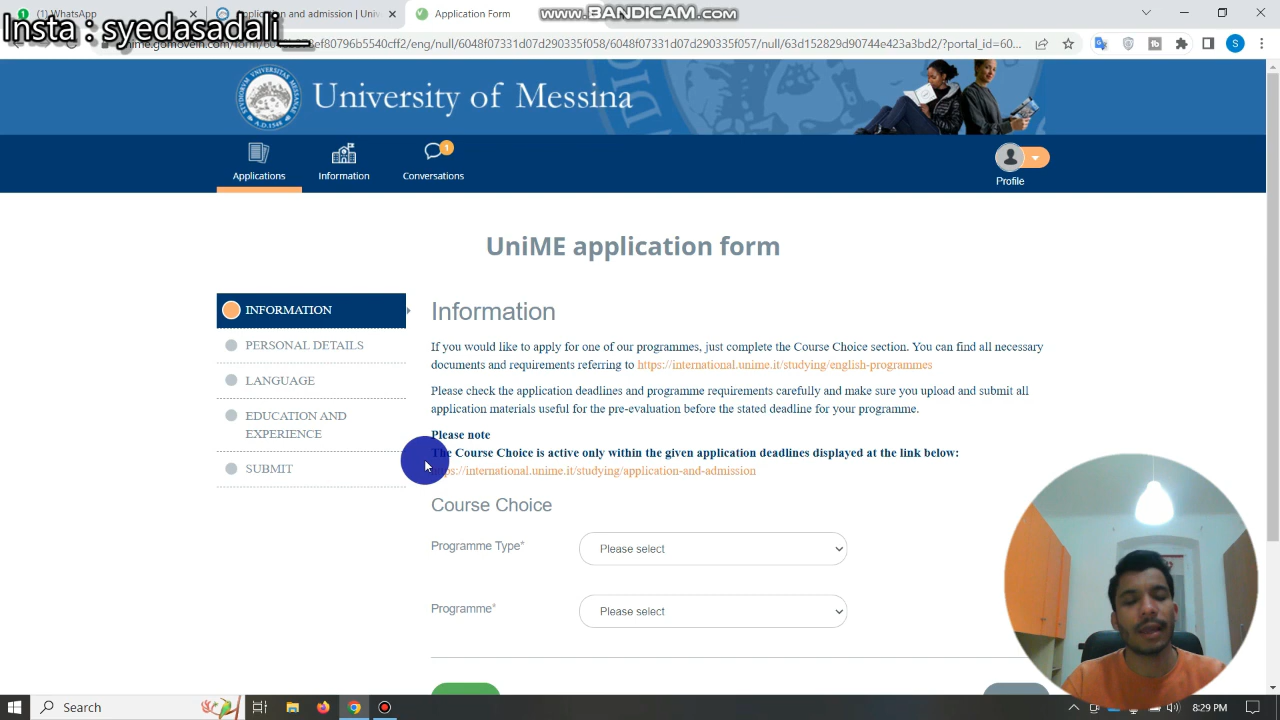 (1) WhatsApp
Application and admission | Univ
Application Form
www.BANDICAM.com
Insta : syedasadali__
Applications
University of Messina
Information
Conversations
1
Profile
S
UniME application form
INFORMATION
PERSONAL DETAILS
LANGUAGE
EDUCATION AND
EXPERIENCE
SUBMIT
Information
If you would like to apply for one of our programmes, just complete the Course Choice section. You can find all necessary
documents and requirements referring to https://international.unime.it/studying/english-programmes
Please check the application deadlines and programme requirements carefully and make sure you upload and submit all
application materials useful for the pre-evaluation before the stated deadline for your programme.
Please note
The Course Choice is active only within the given application deadlines displayed at the link below:
https://international.unime.it/studying/application-and-admission
Course Choice
Programme Type*
Please select
Programme*
Please select
Search
8:29 PM